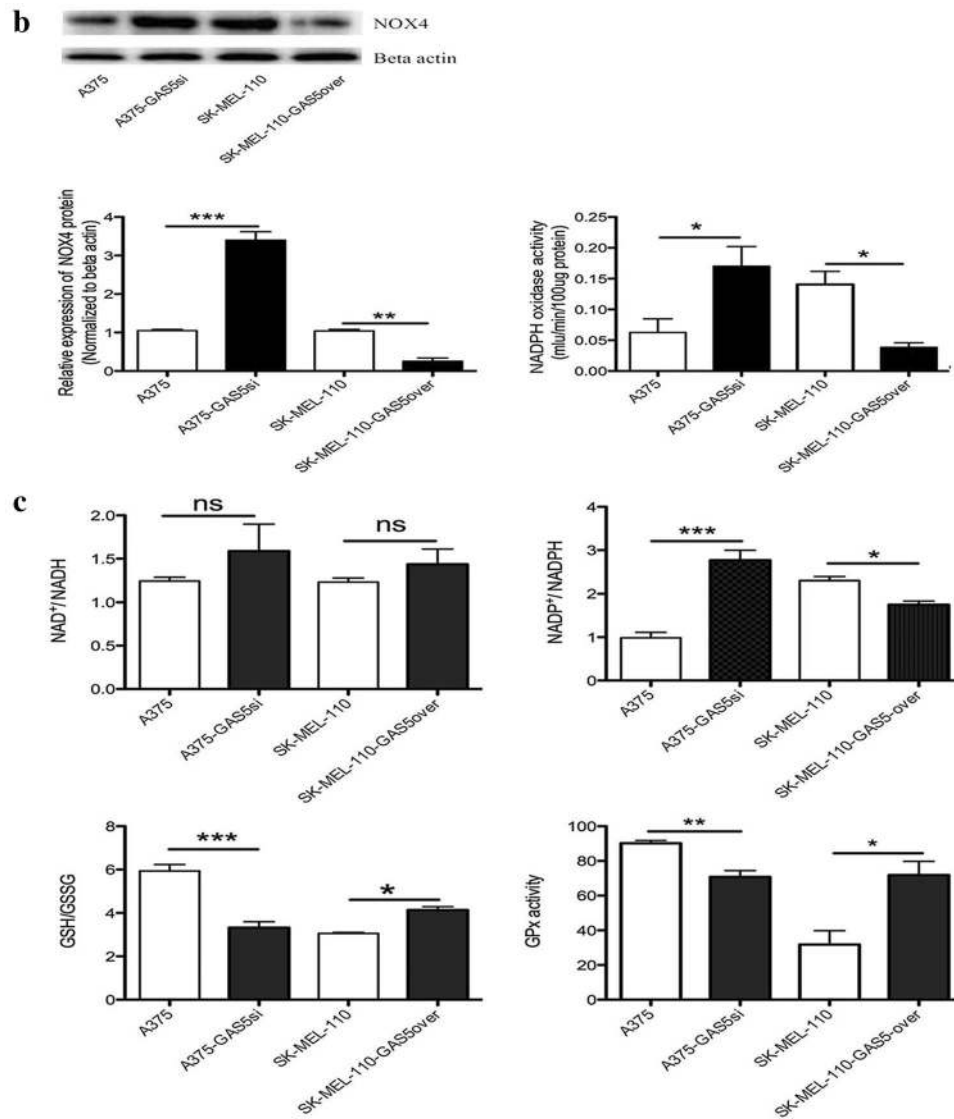 b
NOX4
Beta actin
A375
A375-GAS5si
SK-MEL-110
SK-MEL-110-GAS5over
Relative expression of NOX4 protein
(Normalized to beta actin)
4
3
2
1
0
***
**
A375
A375-GAS5si
SK-MEL-110
SK-MEL-110-GAS5over
NADPH oxidase activity
(mlu/min/100ug protein)
0.25
0.20
0.15
0.10
0.05
0.00
*
*
A375
A375-GAS5si
SK-MEL-110
SK-MEL-110-GAS5over
c
NAD+/NADH
2.0
1.5
1.0
0.5
0.0
ns
ns
A375
A375-GAS5si
SK-MEL-110
SK-MEL-110-GAS5over
NADP+/NADPH
4
3
2
1
0
***
*
A375
A375-GAS5si
SK-MEL-110
SK-MEL-110-GAS5-over
GSH/GSSG
8
6
4
2
0
***
*
A375
A375-GAS5si
SK-MEL-110
SK-MEL-110-GAS5over
GPx activity
100
80
60
40
20
0
**
*
A375
A375-GAS5si
SK-MEL-110
SK-MEL-110-GAS5-over